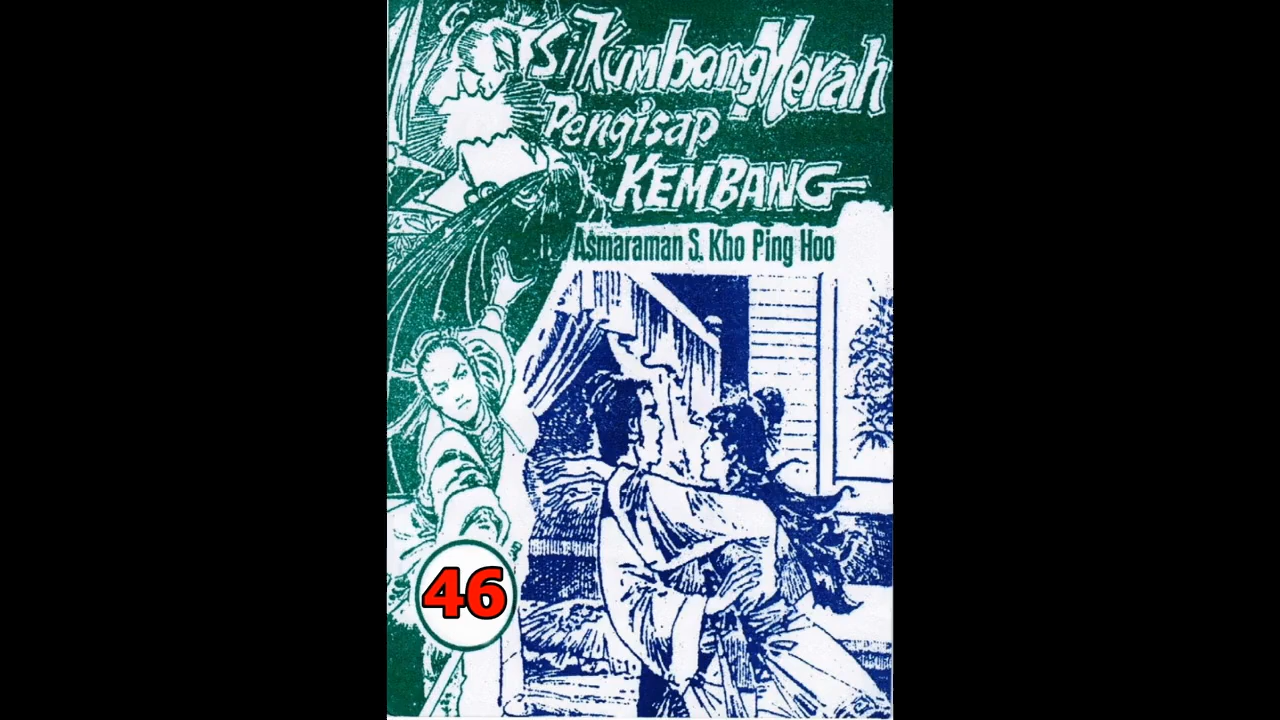 Si Kumbang Merah
Pengisap
KEMBANG
Asmaraman S. Kho Ping Hoo
46